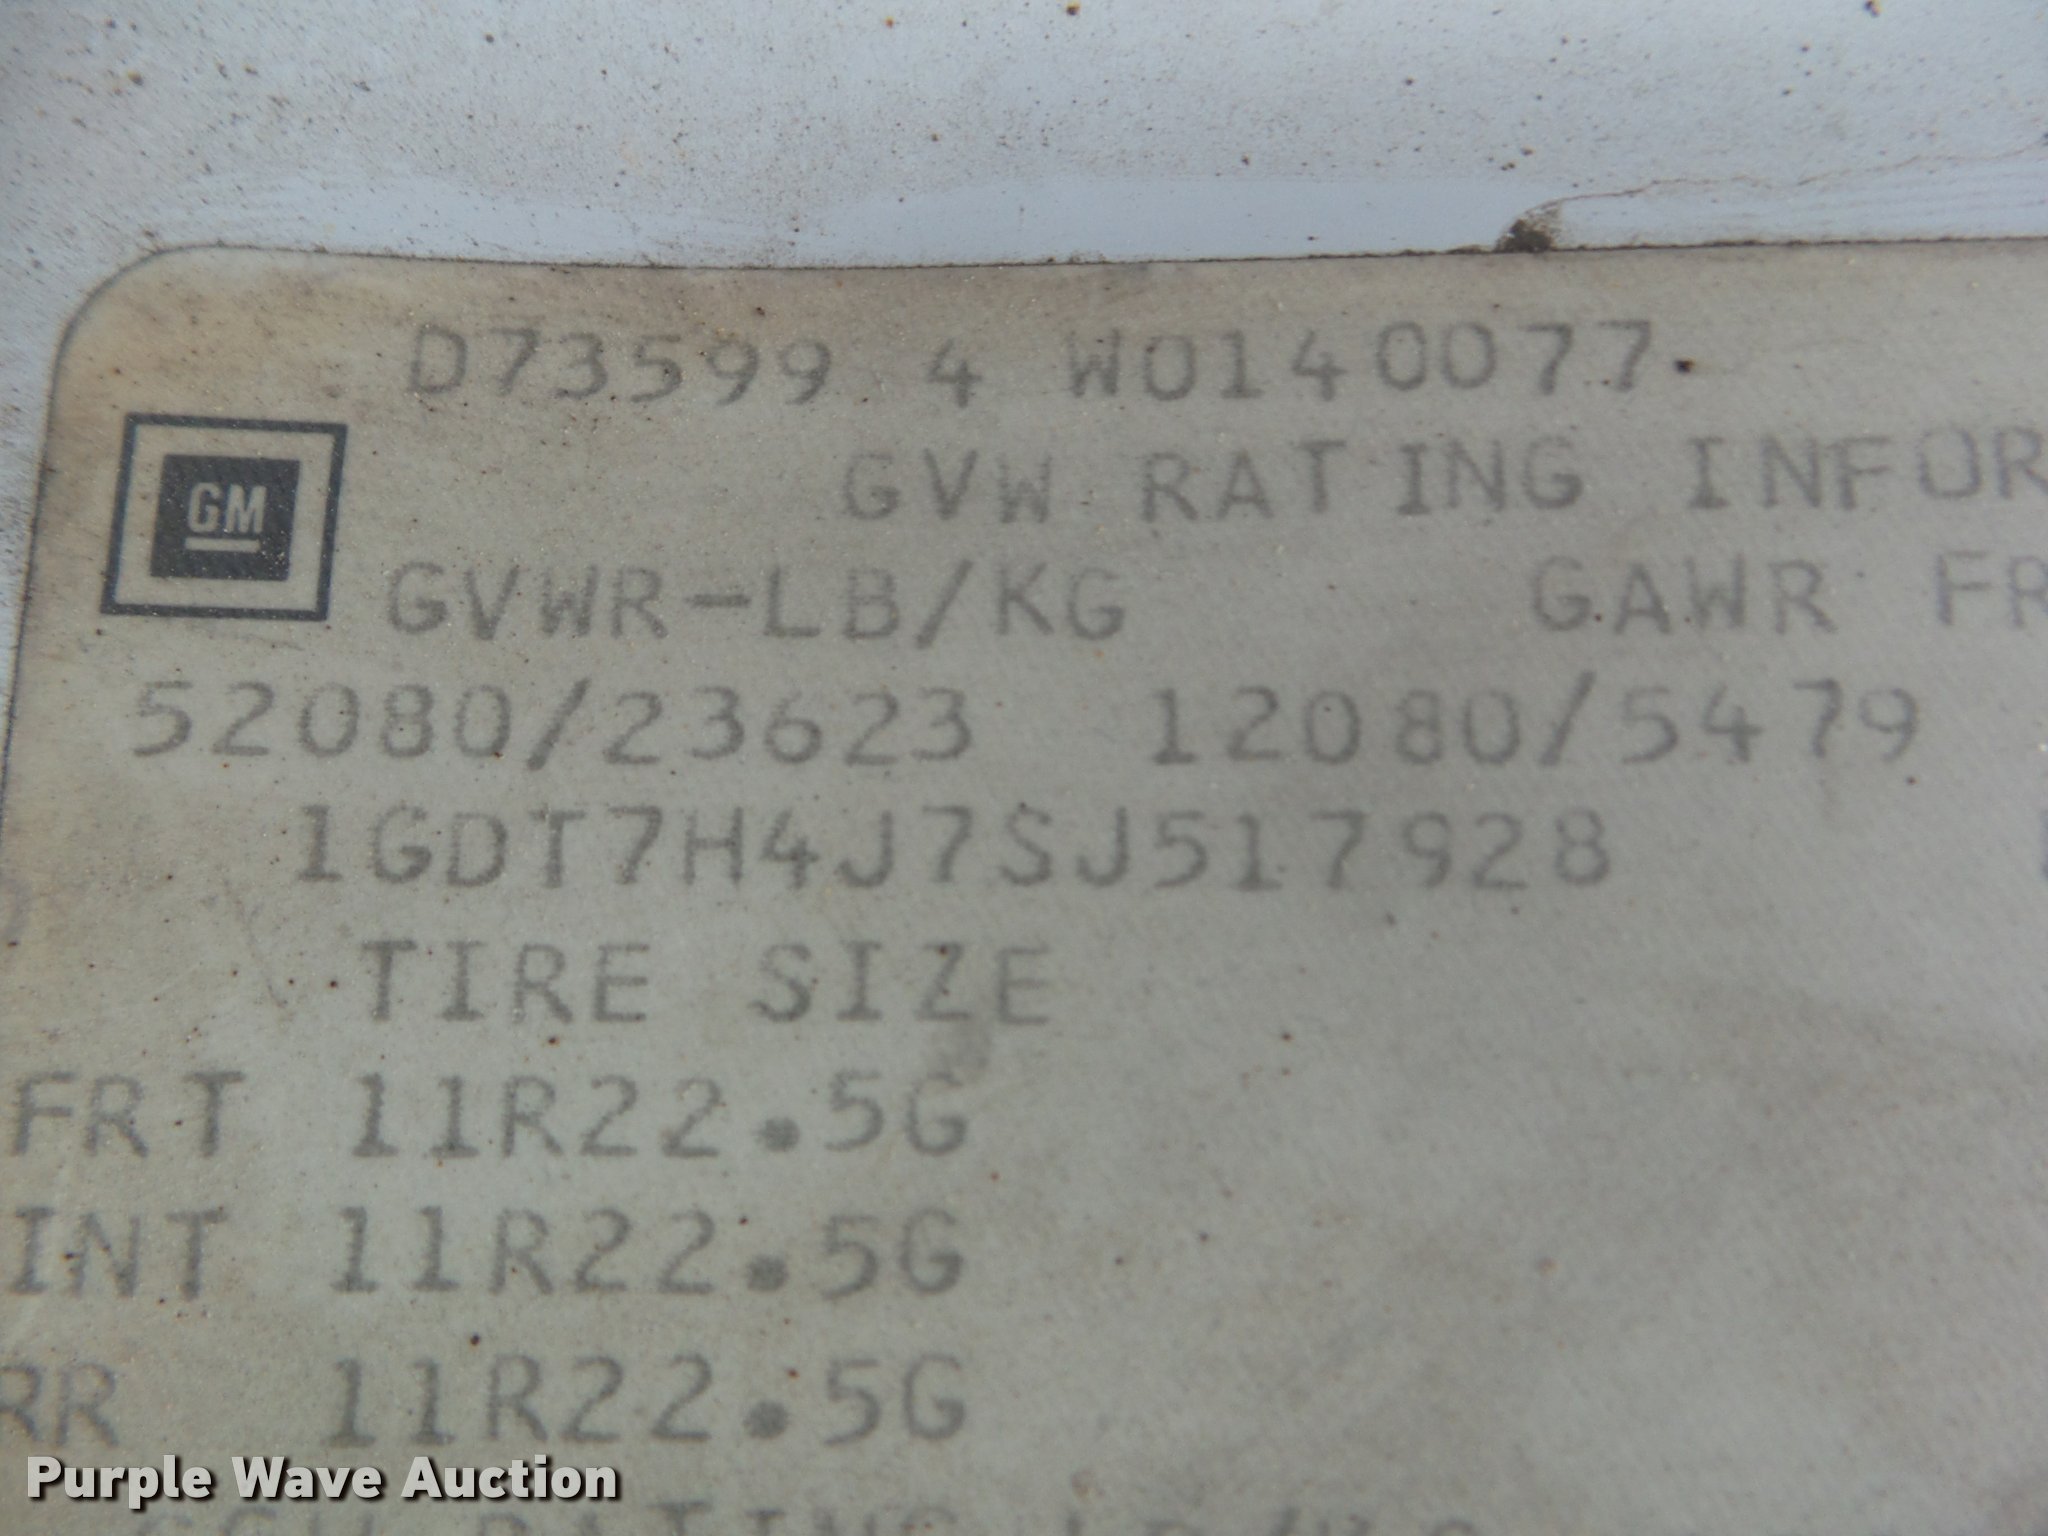 D73599 4 W0140077
GVW RATING INFOR
GM
GVWR-LB/KG GAWR FR
52080/23623 12080/5479
1GDT7H4J7SJ517928
TIRE SIZE
FRT 11R22.5G
INT 11R22.5G
RR 11R22.5G
Purple Wave Auction